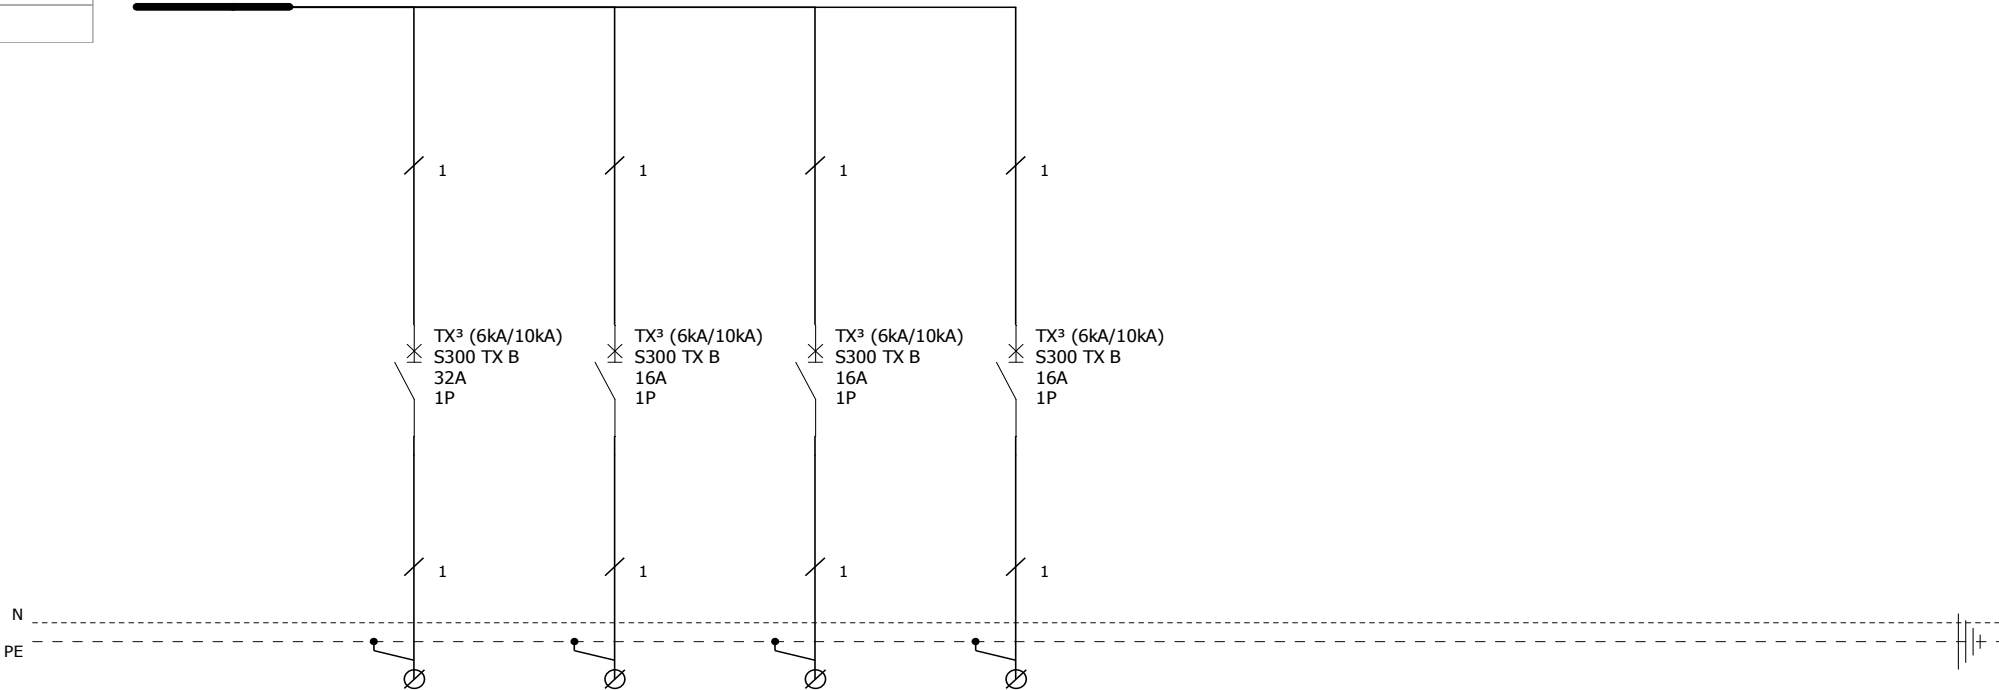 1
1
1
1
TX³ (6kA/10kA)
S300 TX B
32A
1P
TX³ (6kA/10kA)
S300 TX B
16A
1P
TX³ (6kA/10kA)
S300 TX B
16A
1P
TX³ (6kA/10kA)
S300 TX B
16A
1P
1
1
1
1
N
PE